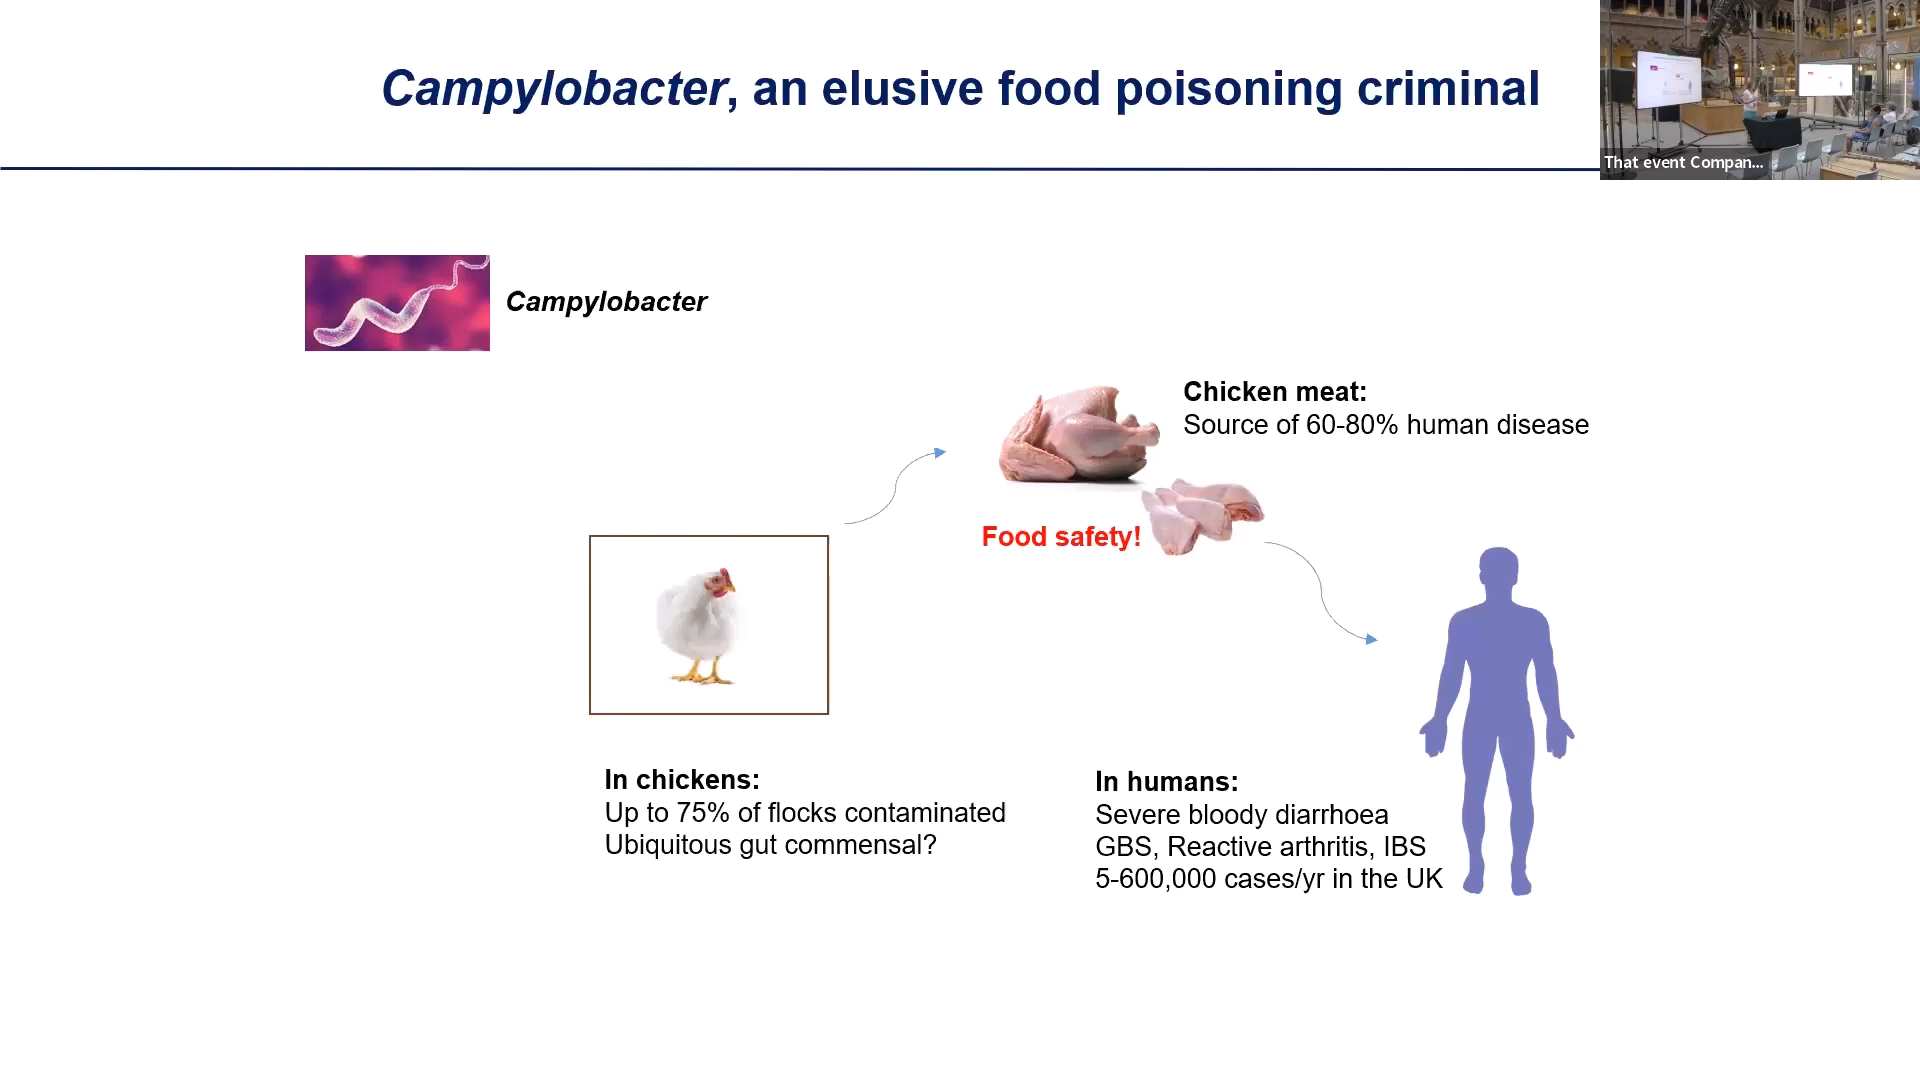 Campylobacter, an elusive food poisoning criminal
That event Compan...
Campylobacter
Chicken meat:
Source of 60-80% human disease
Food safety!
In chickens:
Up to 75% of flocks contaminated
Ubiquitous gut commensal?
In humans:
Severe bloody diarrhoea
GBS, Reactive arthritis, IBS
5-600,000 cases/yr in the UK